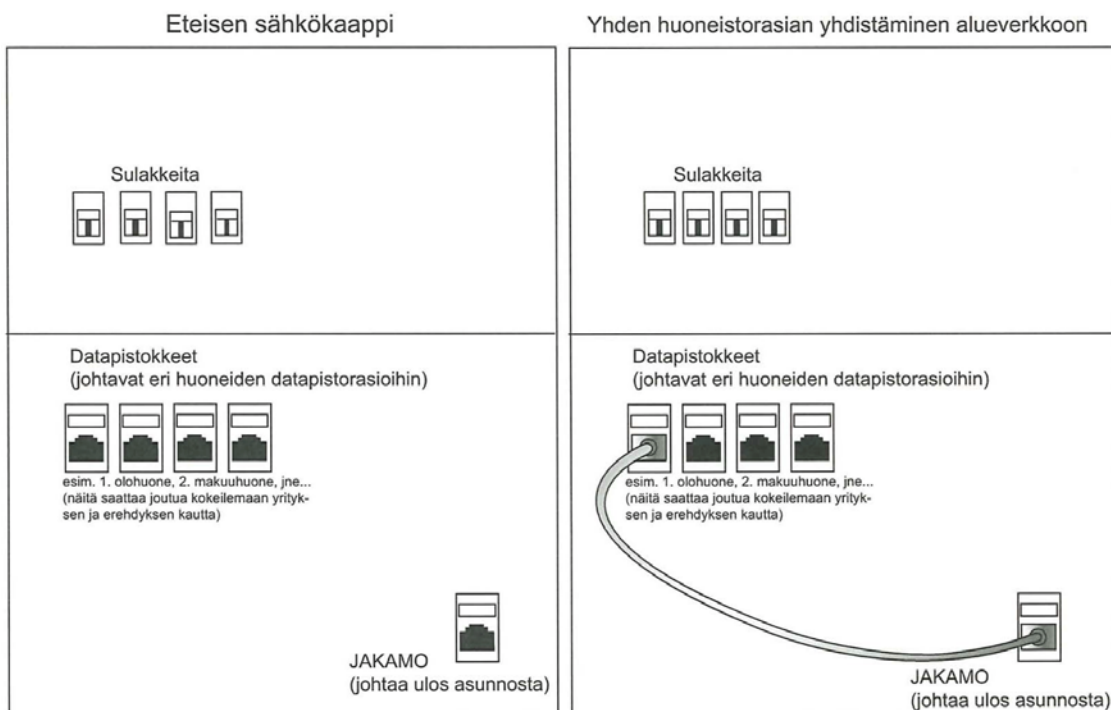 Eteisen sähkökaappi
Sulakkeita
Datapistokkeet
(johtavat eri huoneiden datapistorasioihin)
esim. 1. olohuone, 2. makuuhuone, jne...
(näitä saattaa joutua kokeilemaan yrityk-
sen ja erehdyksen kautta)
JAKAMO
(johtaa ulos asunnosta)
Yhden huoneistorasian yhdistäminen alueverkkoon
Sulakkeita
Datapistokkeet
(johtavat eri huoneiden datapistorasioihin)
esim. 1. olohuone, 2. makuuhuone, jne...
(näitä saattaa joutua kokeilemaan yrityk-
sen ja erehdyksen kautta)
JAKAMO
(johtaa ulos asunnosta)